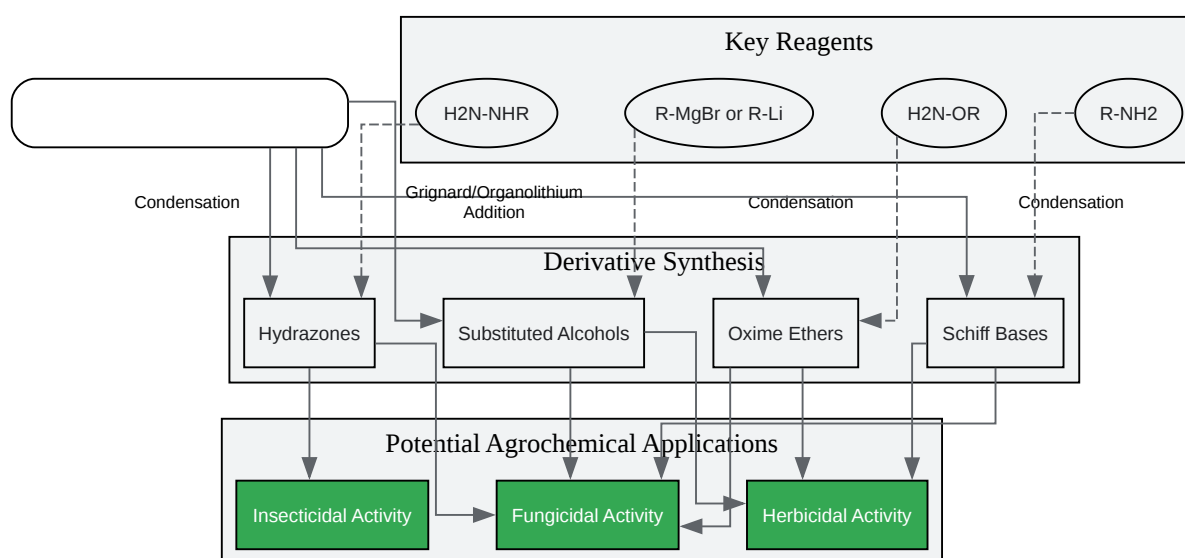 Key Reagents
H2N-NHR
R-MgBr or R-Li
H2N-OR
R-NH2
Condensation
Grignard/Organolithium
Addition
Condensation
Condensation
Derivative Synthesis
Hydrazones
Substituted Alcohols
Oxime Ethers
Schiff Bases
Potential Agrochemical Applications
Insecticidal Activity
Fungicidal Activity
Herbicidal Activity